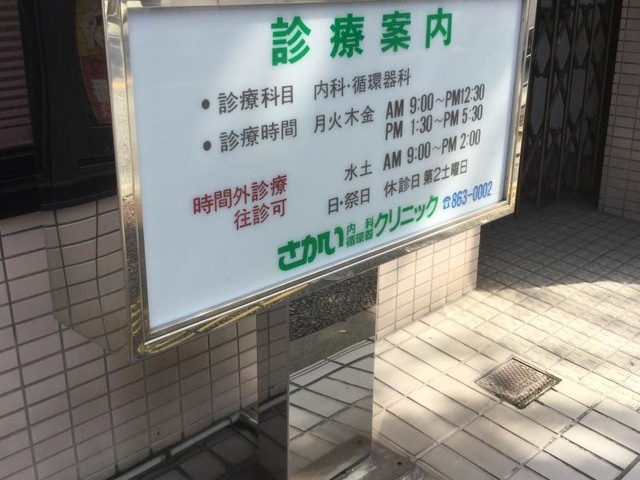 診療案内
・診療科目 内科・循環器科
・診療時間 月火木金 AM 9:00～PM12:30
PM 1:30～PM 5:30
水土 AM 9:00～PM 2:00
時間外診療
往診可
日・祭日 休診日 第2土曜日
さかい内科循環器クリニック ☎863-0002